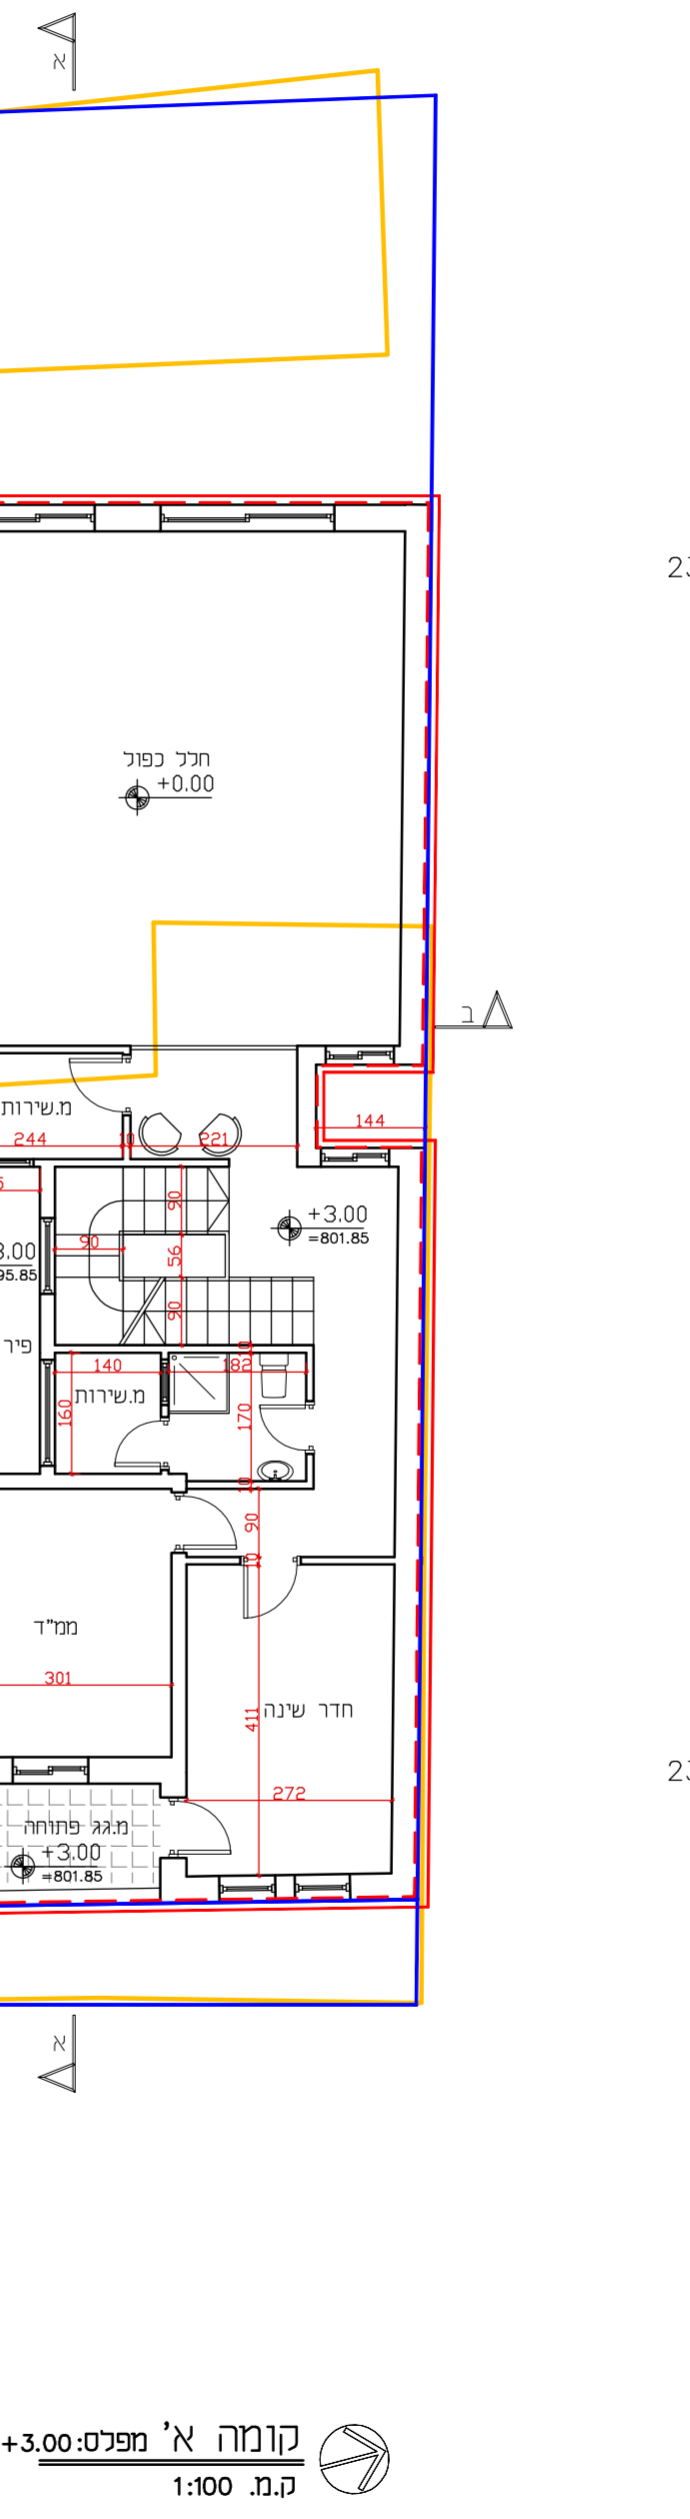 א
חלל כפול
+0.00
ב
מ.שירות
144
244
10
221
90
+3.00
=801.85
90
56
90
פיר
10
140
182
מ.שירות
160
170
10
90
10
ממ"ד
301
חדר שינה
411
272
מ.גג פתוחה
+3.00
=801.85
א
קומה א' מפלס: +3.00
ק.מ. 1:100